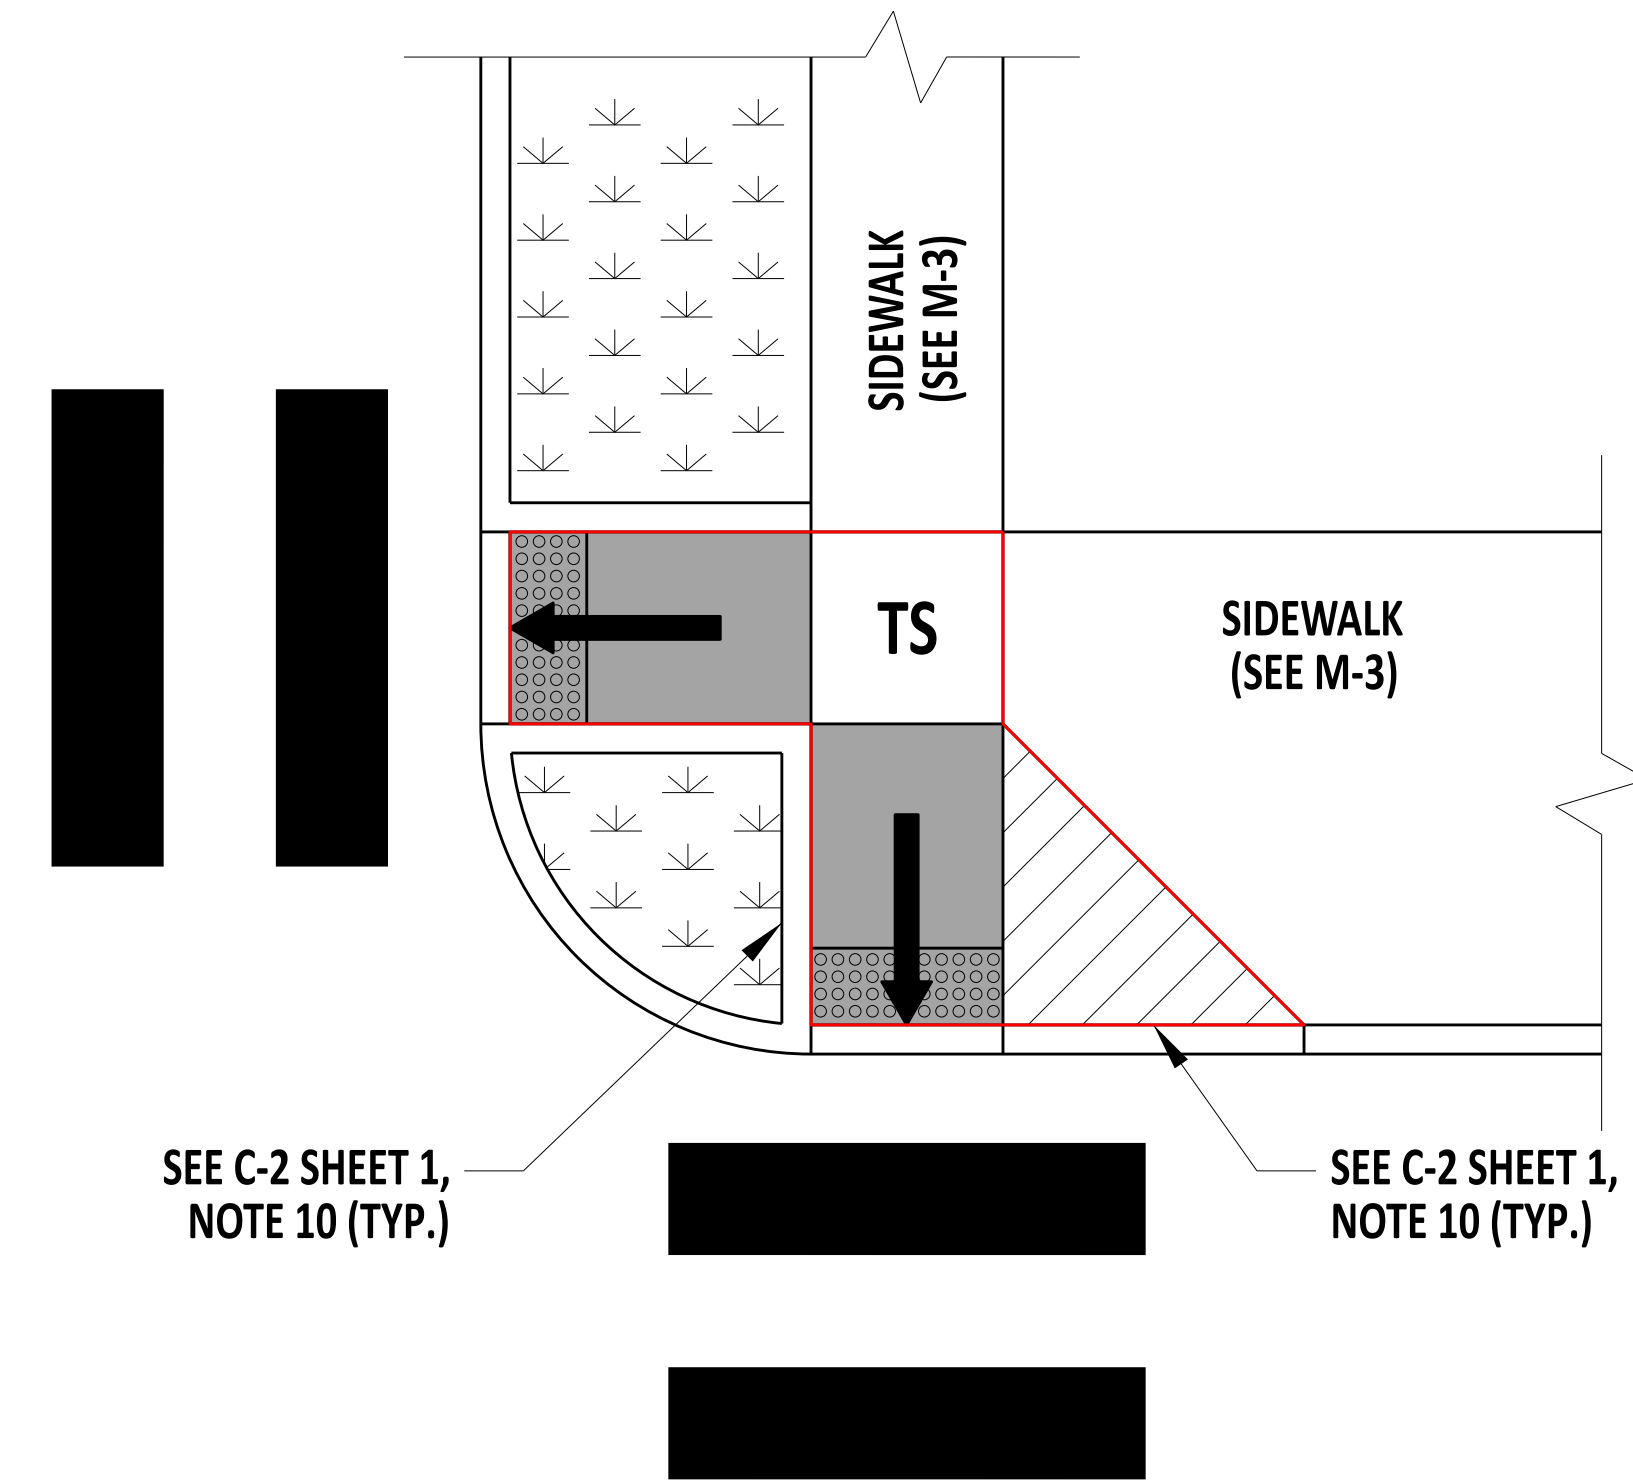 SIDEWALK
(SEE M-3)
TS
SIDEWALK
(SEE M-3)
SEE C-2 SHEET 1,
NOTE 10 (TYP.)
SEE C-2 SHEET 1,
NOTE 10 (TYP.)